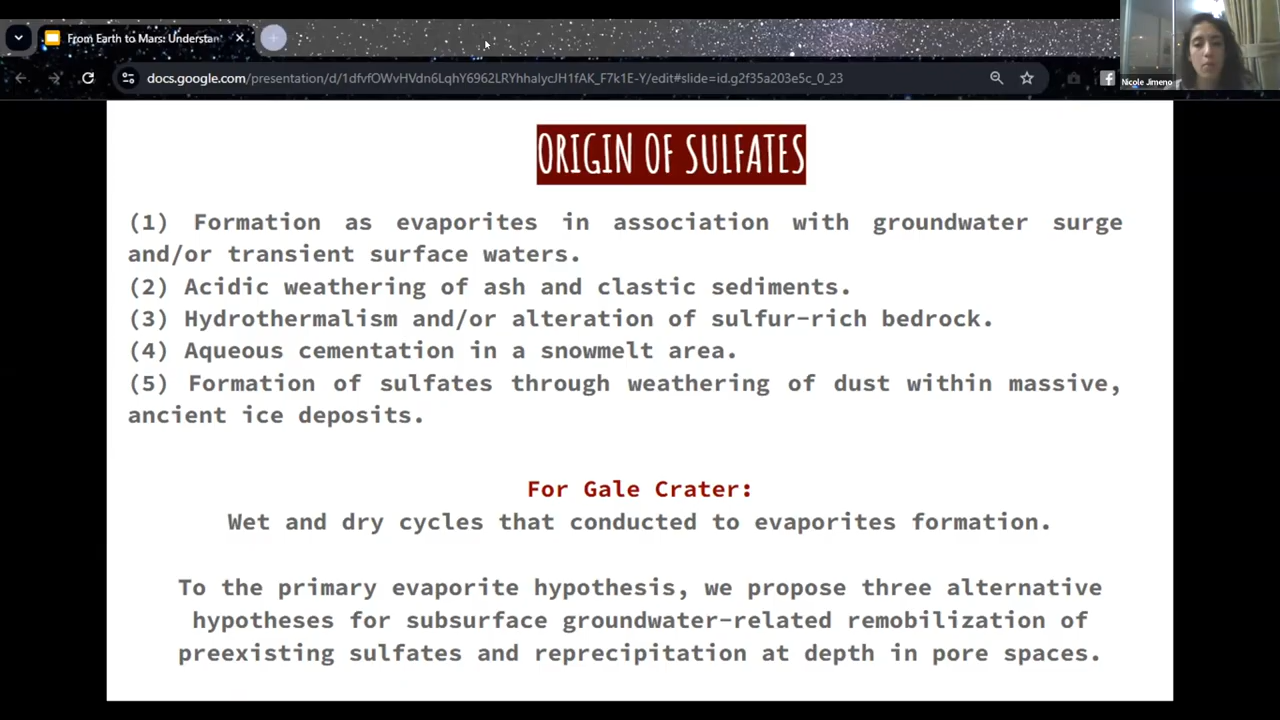 From Earth to Mars: Understan
docs.google.com/presentation/d/1dfvfOWvHVdn6LqhY6962LRYhhalycJH1fAK_F7k1E-Y/edit#slide=id.g2f35a203e5c_0_23
Nicole Jimeno
ORIGIN OF SULFATES
(1) Formation as evaporites in association with groundwater surge
and/or transient surface waters.
(2) Acidic weathering of ash and clastic sediments.
(3) Hydrothermalism and/or alteration of sulfur-rich bedrock.
(4) Aqueous cementation in a snowmelt area.
(5) Formation of sulfates through weathering of dust within massive,
ancient ice deposits.
For Gale Crater:
Wet and dry cycles that conducted to evaporites formation.
To the primary evaporite hypothesis, we propose three alternative
hypotheses for subsurface groundwater-related remobilization of
preexisting sulfates and reprecipitation at depth in pore spaces.